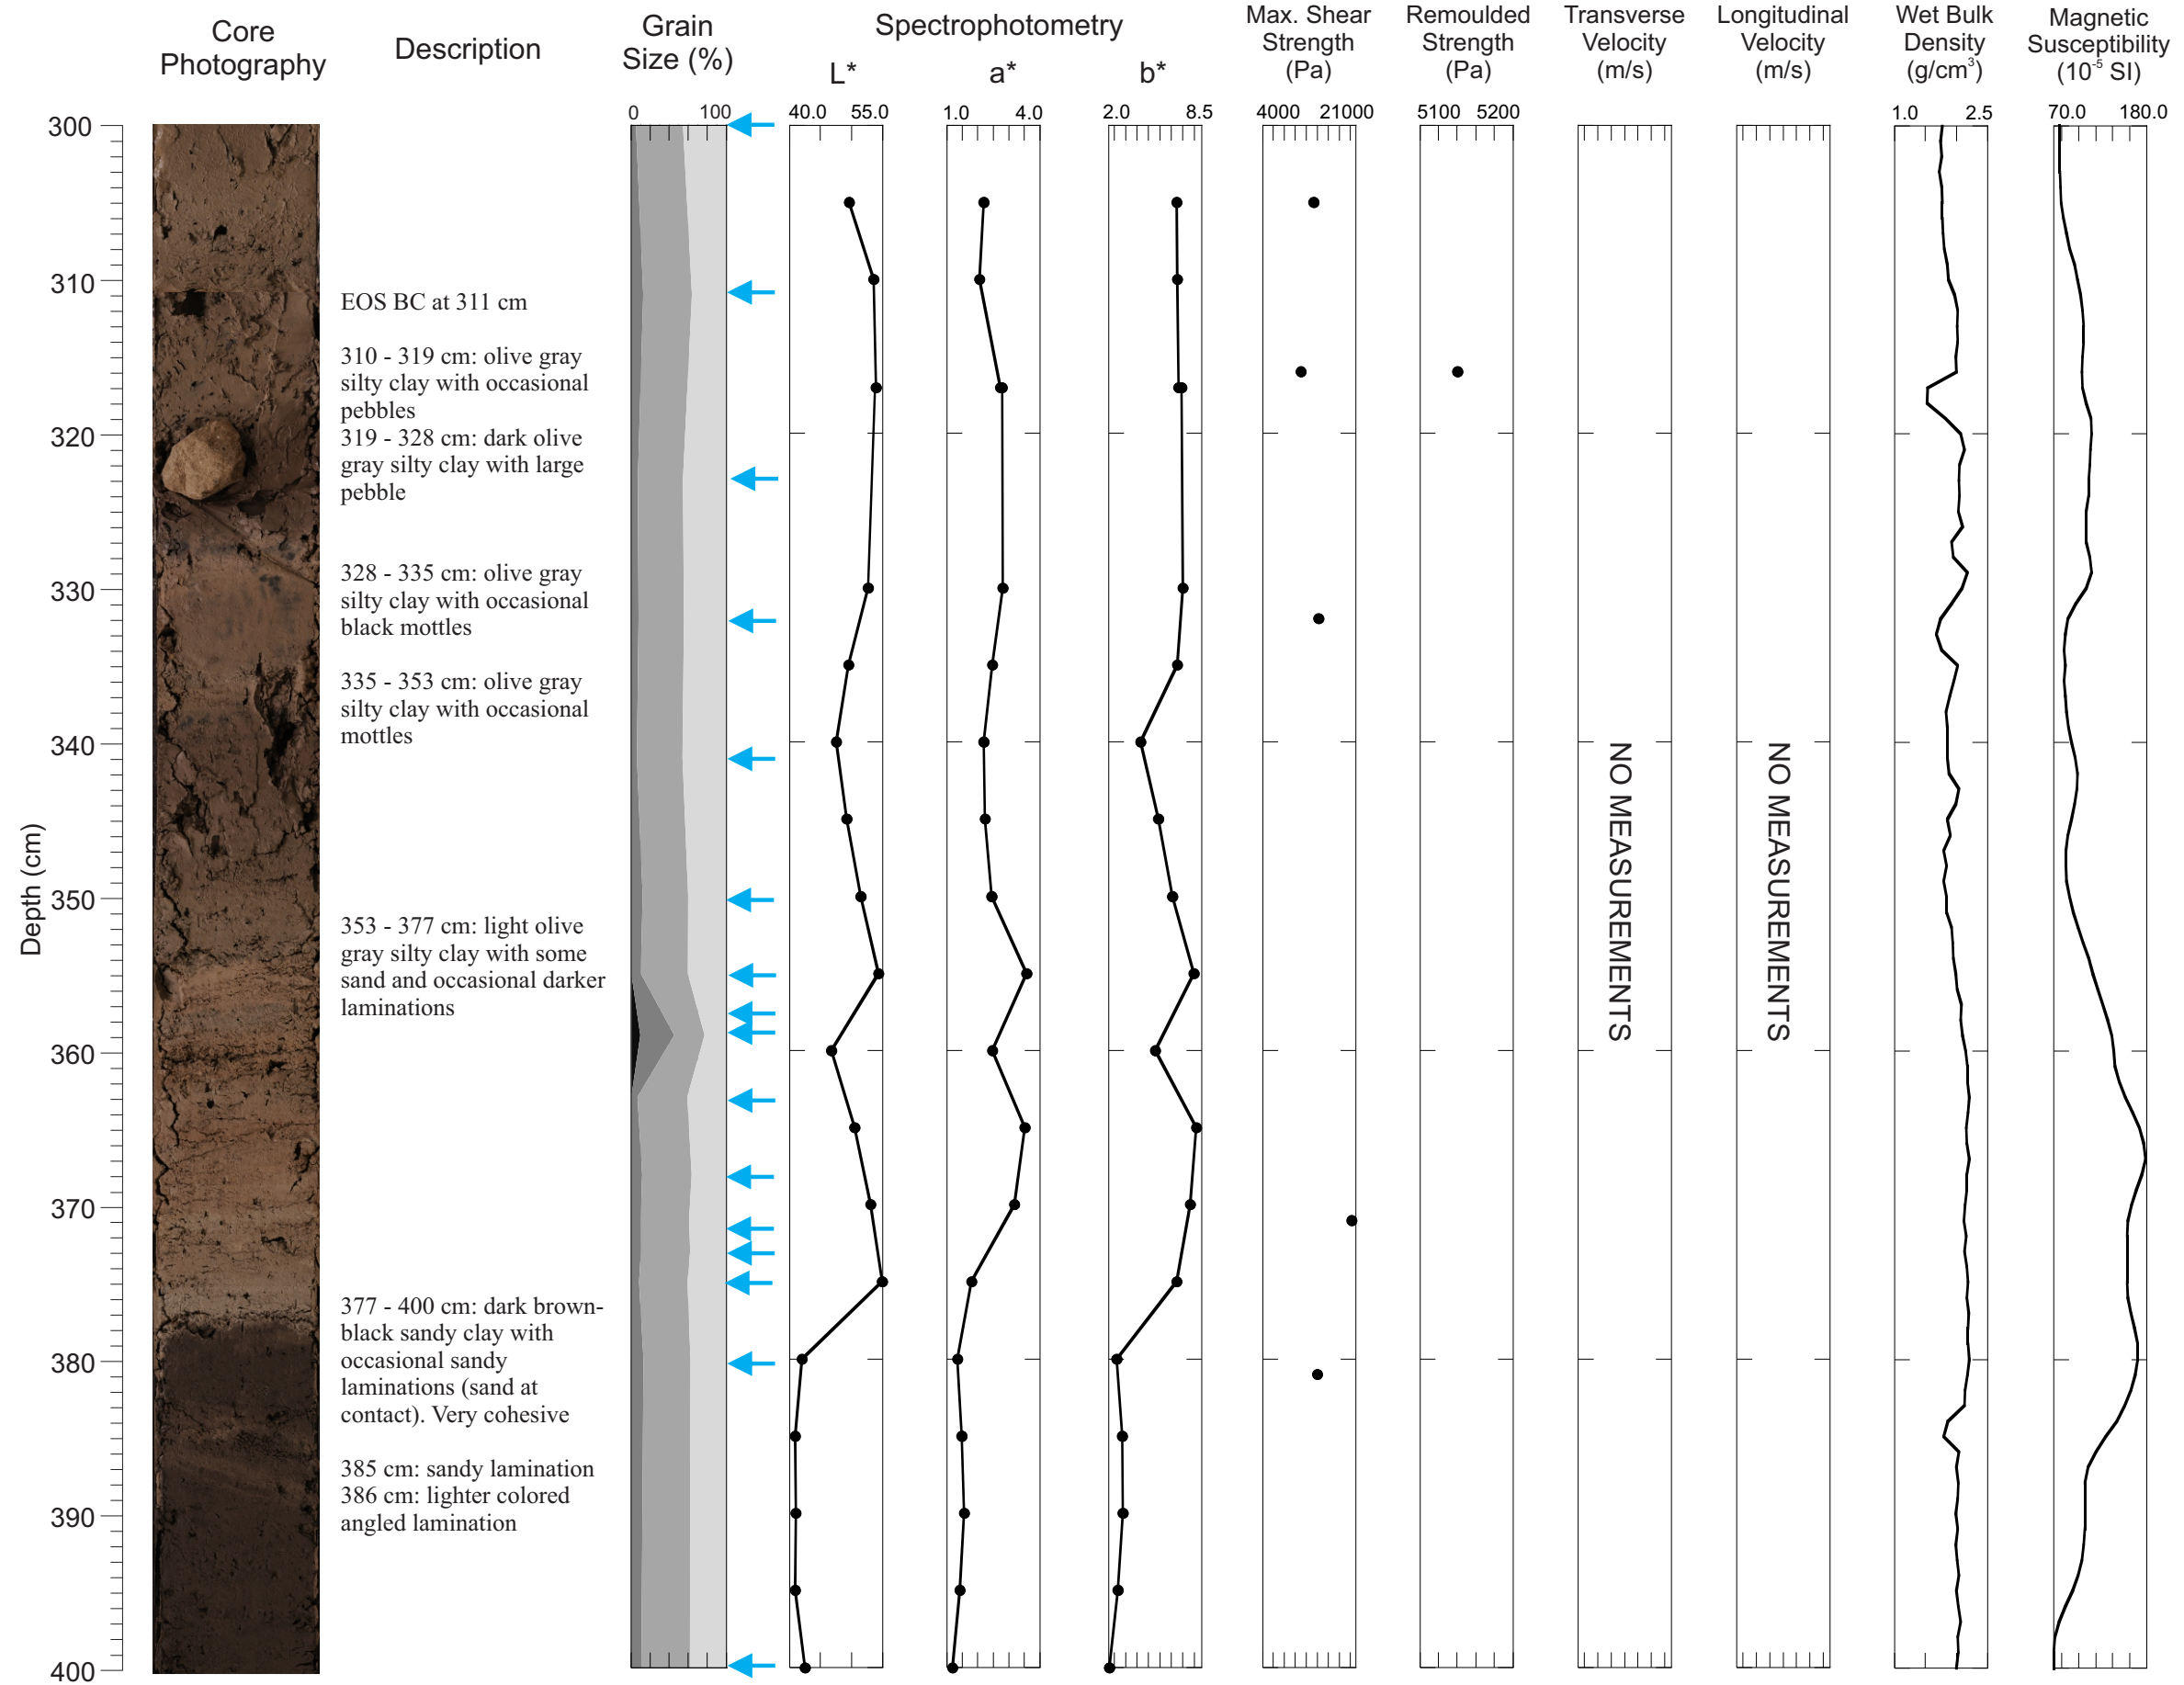 Core
Photography
Description
Grain
Size (%)
Spectrophotometry
L*
a*
b*
Max. Shear
Strength
(Pa)
Remoulded
Strength
(Pa)
Transverse
Velocity
(m/s)
Longitudinal
Velocity
(m/s)
Wet Bulk
Density
(g/cm³)
Magnetic
Susceptibility
(10⁻⁵ SI)
0 100
40.0 55.0
1.0 4.0
2.0 8.5
4000 21000
5100 5200
1.0 2.5
70.0 180.0
Depth (cm)
300
310
320
330
340
350
360
370
380
390
400
EOS BC at 311 cm
310 - 319 cm: olive gray
silty clay with occasional
pebbles
319 - 328 cm: dark olive
gray silty clay with large
pebble
328 - 335 cm: olive gray
silty clay with occasional
black mottles
335 - 353 cm: olive gray
silty clay with occasional
mottles
353 - 377 cm: light olive
gray silty clay with some
sand and occasional darker
laminations
377 - 400 cm: dark brown-
black sandy clay with
occasional sandy
laminations (sand at
contact). Very cohesive
385 cm: sandy lamination
386 cm: lighter colored
angled lamination
NO MEASUREMENTS
NO MEASUREMENTS